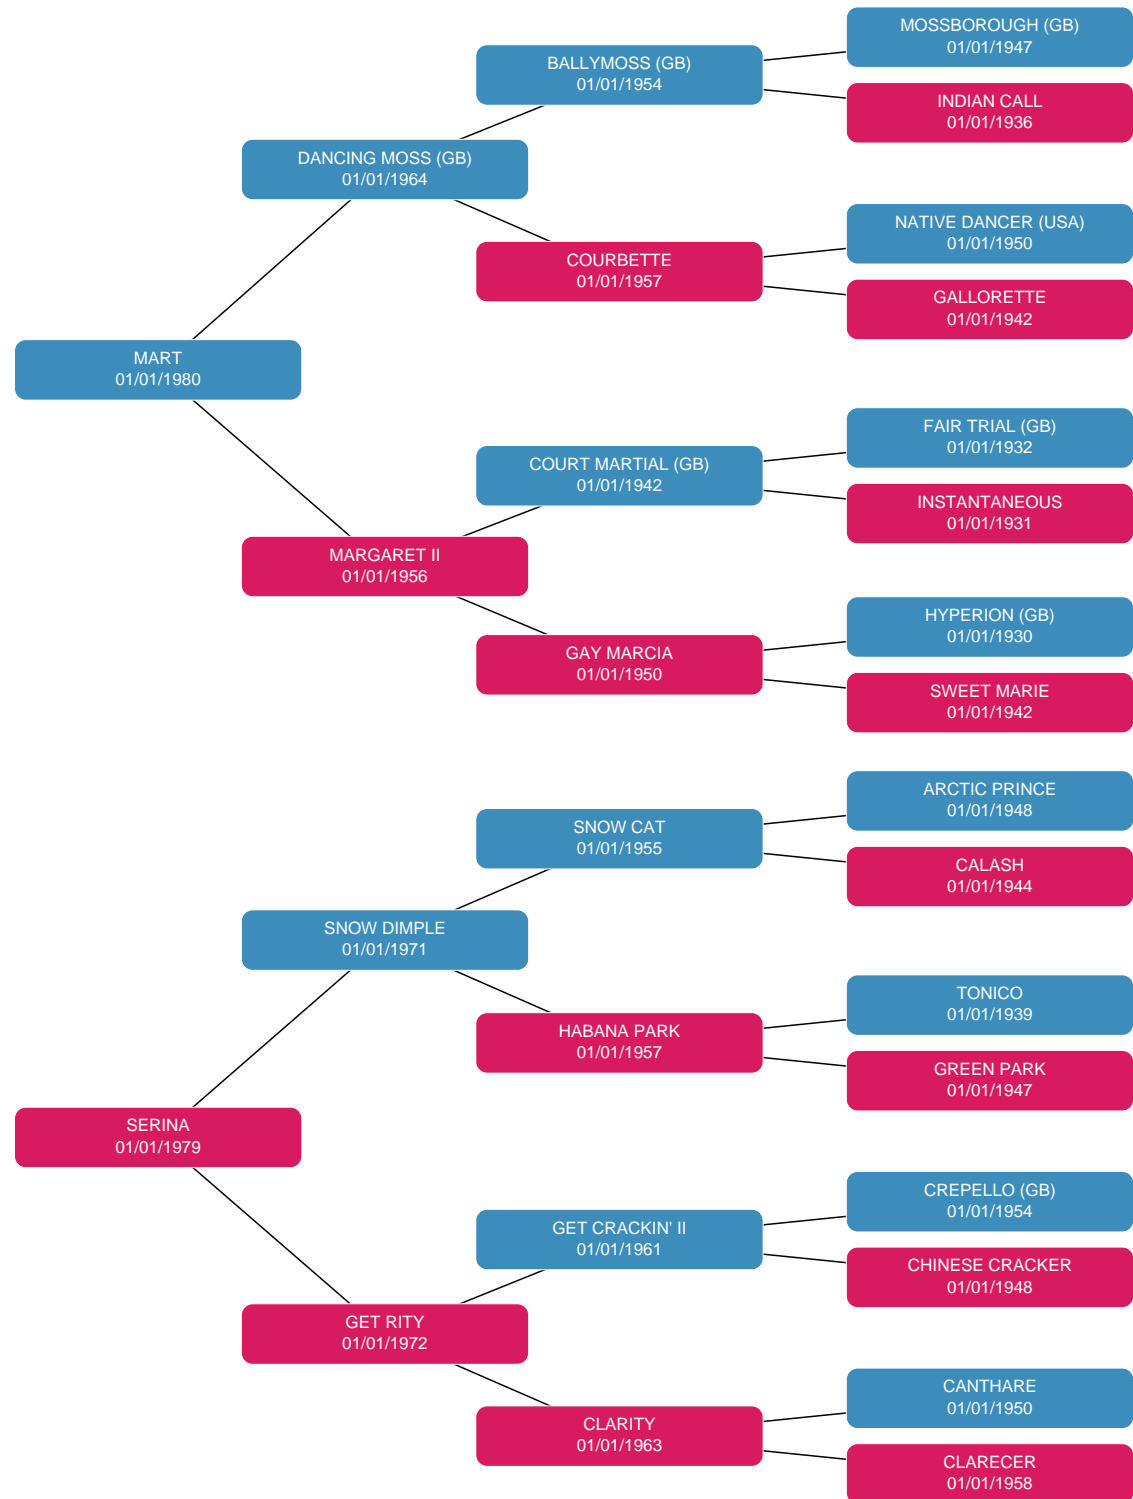 MOSSBOROUGH (GB)
01/01/1947
BALLYMOSS (GB)
01/01/1954
INDIAN CALL
01/01/1936
DANCING MOSS (GB)
01/01/1964
NATIVE DANCER (USA)
01/01/1950
COURBETTE
01/01/1957
GALLORETTE
01/01/1942
MART
01/01/1980
FAIR TRIAL (GB)
01/01/1932
COURT MARTIAL (GB)
01/01/1942
INSTANTANEOUS
01/01/1931
MARGARET II
01/01/1956
HYPERION (GB)
01/01/1930
GAY MARCIA
01/01/1950
SWEET MARIE
01/01/1942
ARCTIC PRINCE
01/01/1948
SNOW CAT
01/01/1955
CALASH
01/01/1944
SNOW DIMPLE
01/01/1971
TONICO
01/01/1939
HABANA PARK
01/01/1957
GREEN PARK
01/01/1947
SERINA
01/01/1979
CREPELLO (GB)
01/01/1954
GET CRACKIN' II
01/01/1961
CHINESE CRACKER
01/01/1948
GET RITY
01/01/1972
CANTHARE
01/01/1950
CLARITY
01/01/1963
CLARECER
01/01/1958